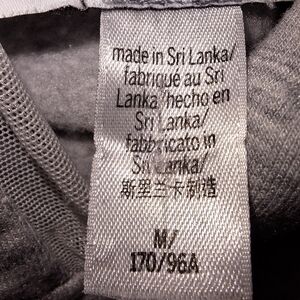 made in Sri Lanka/
fabriqué au Sri
Lanka/hecho en
Sri Lanka/
fabbricato in
Sri Lanka/
斯里兰卡制造
M/
170/96A